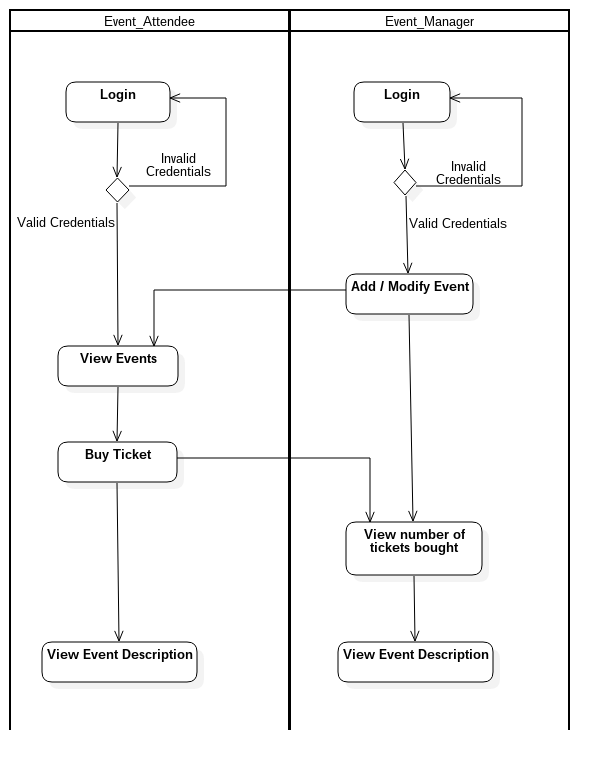 Event_Attendee
Event_Manager
Login
Login
Invalid
Credentials
Invalid
Credentials
Valid Credentials
Valid Credentials
Add / Modify Event
View Events
Buy Ticket
View number of
tickets bought
View Event Description
View Event Description